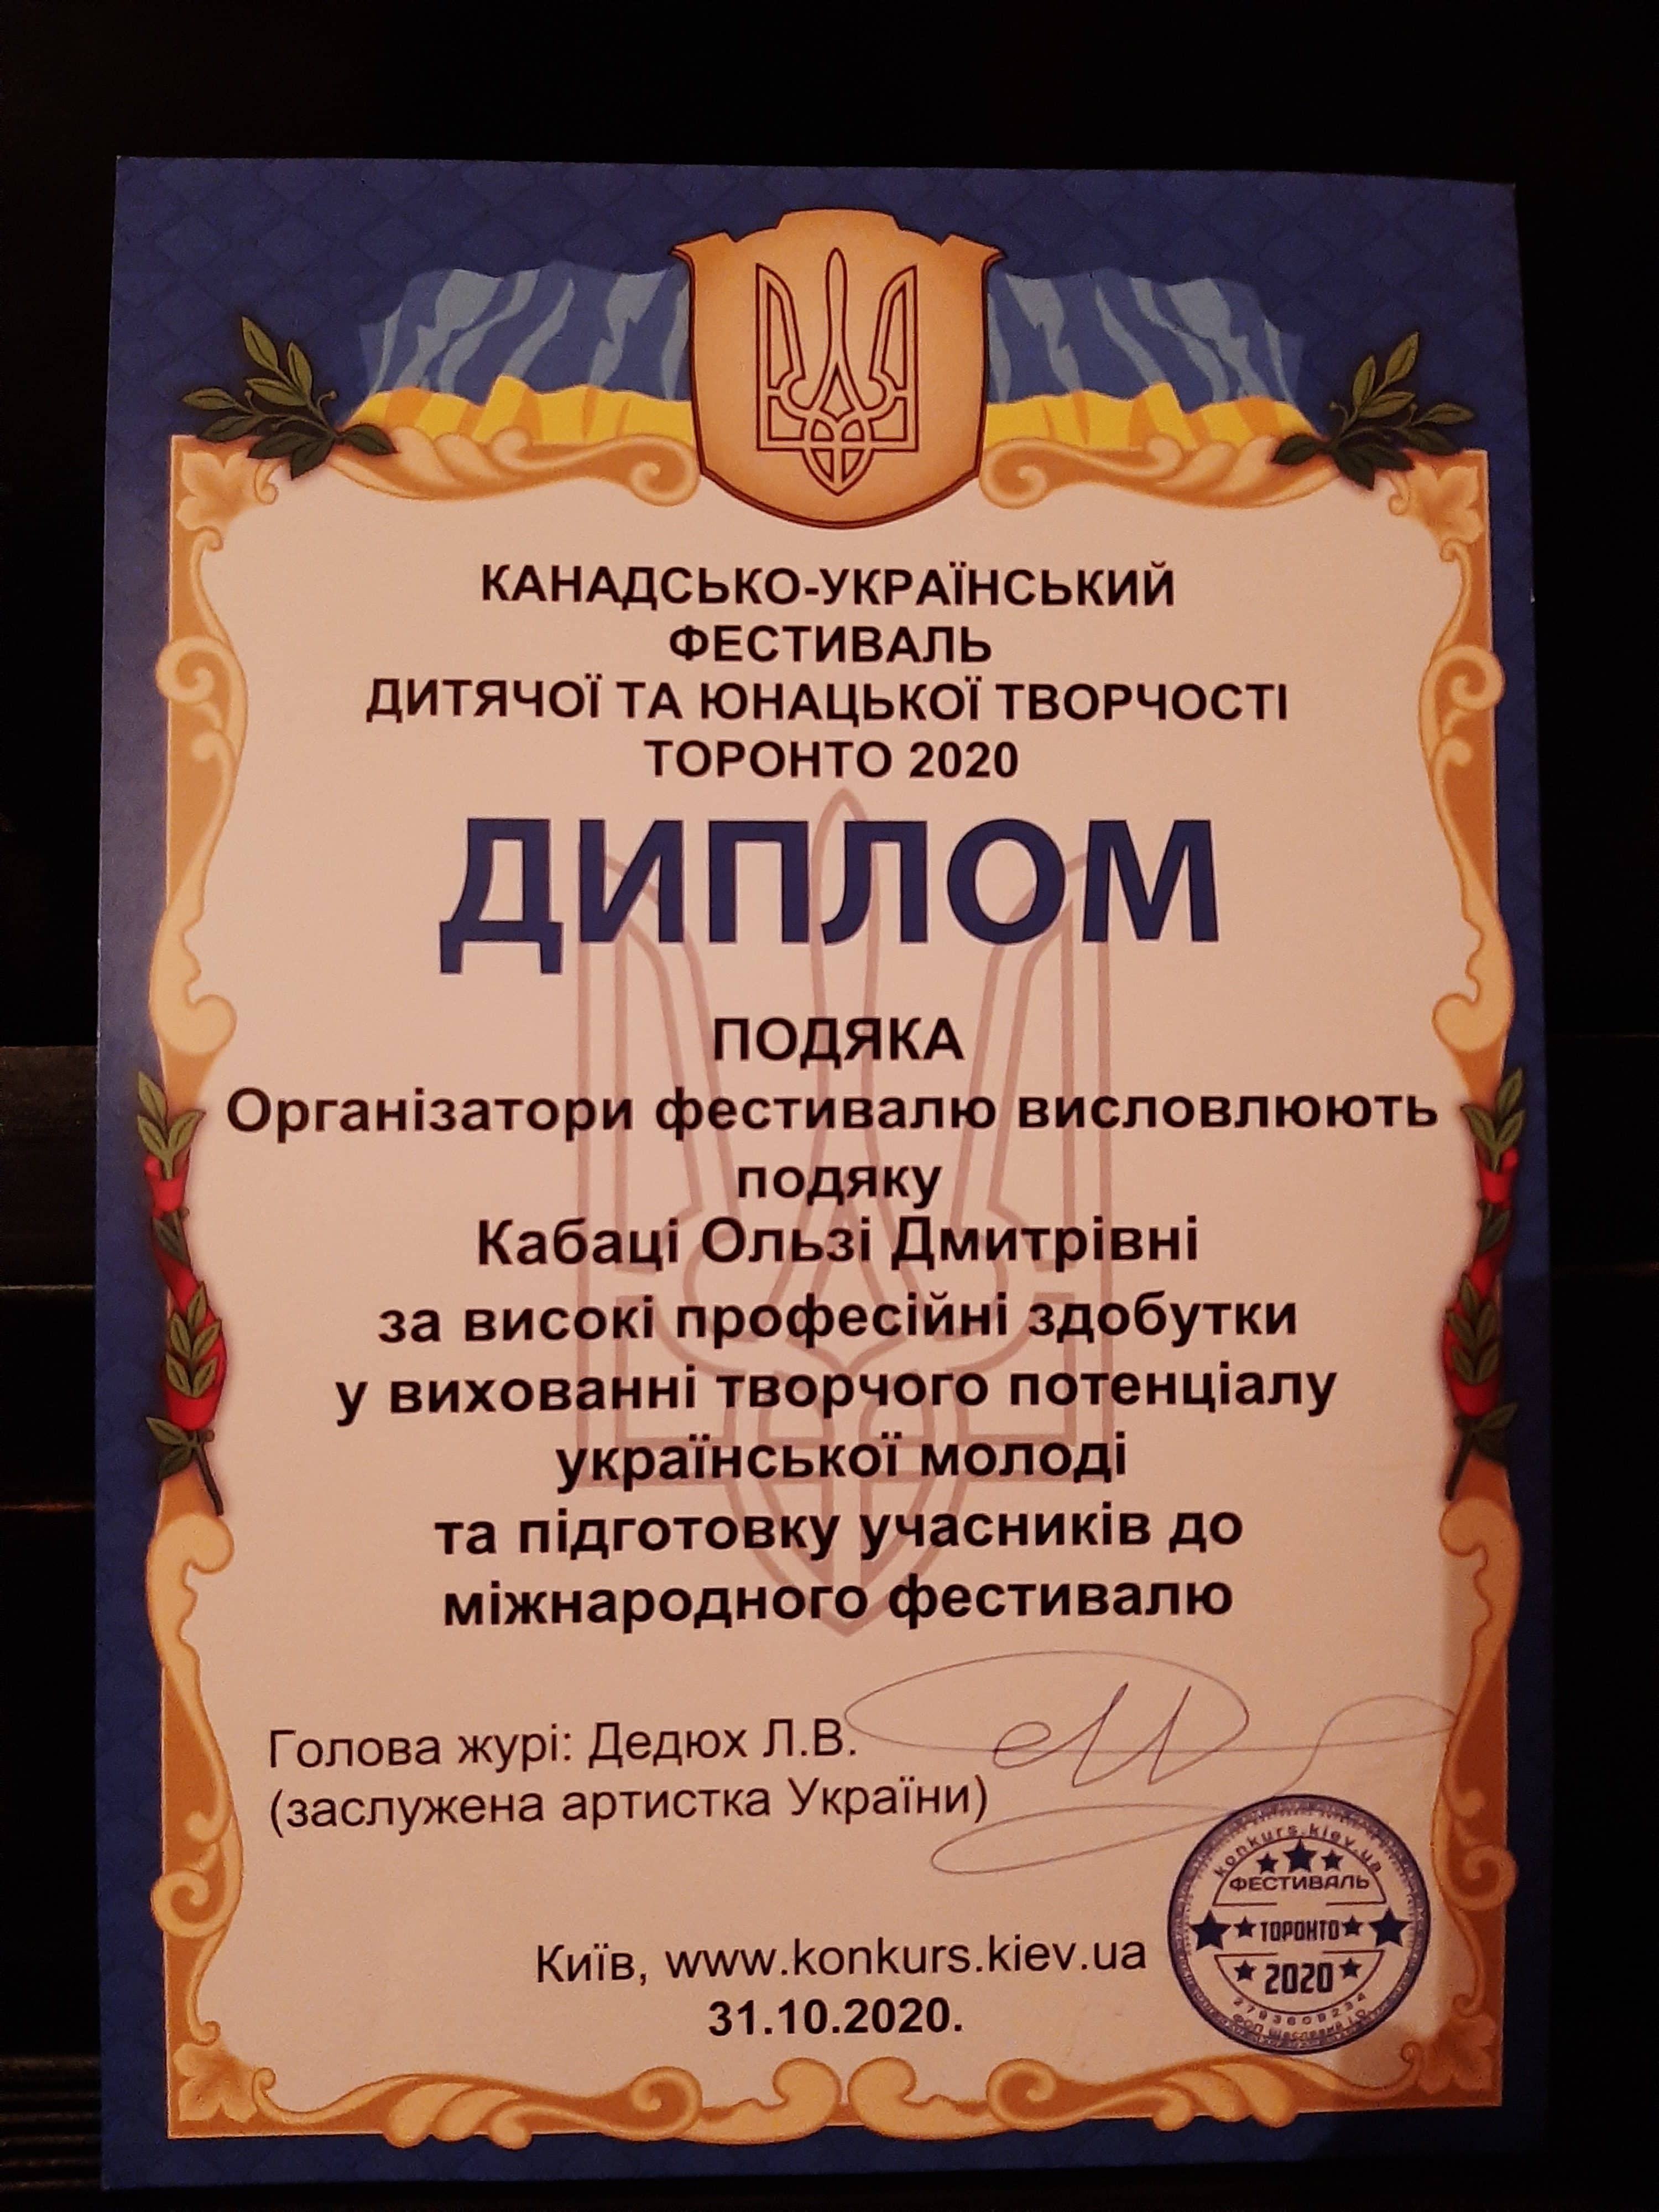 КАНАДСЬКО-УКРАЇНСЬКИЙ
ФЕСТИВАЛЬ
ДИТЯЧОЇ ТА ЮНАЦЬКОЇ ТВОРЧОСТІ
ТОРОНТО 2020
ДИПЛОМ
ПОДЯКА
Організатори фестивалю висловлюють
подяку
Кабаці Ользі Дмитрівні
за високі професійні здобутки
у вихованні творчого потенціалу
української молоді
та підготовку учасників до
міжнародного фестивалю
Голова журі: Дедюх Л.В.
(заслужена артистка України)
konkurs.kiev.ua
ФЕСТИВАЛЬ
ТОРОНТО
2020
ФОП
Київ, www.konkurs.kiev.ua
31.10.2020.